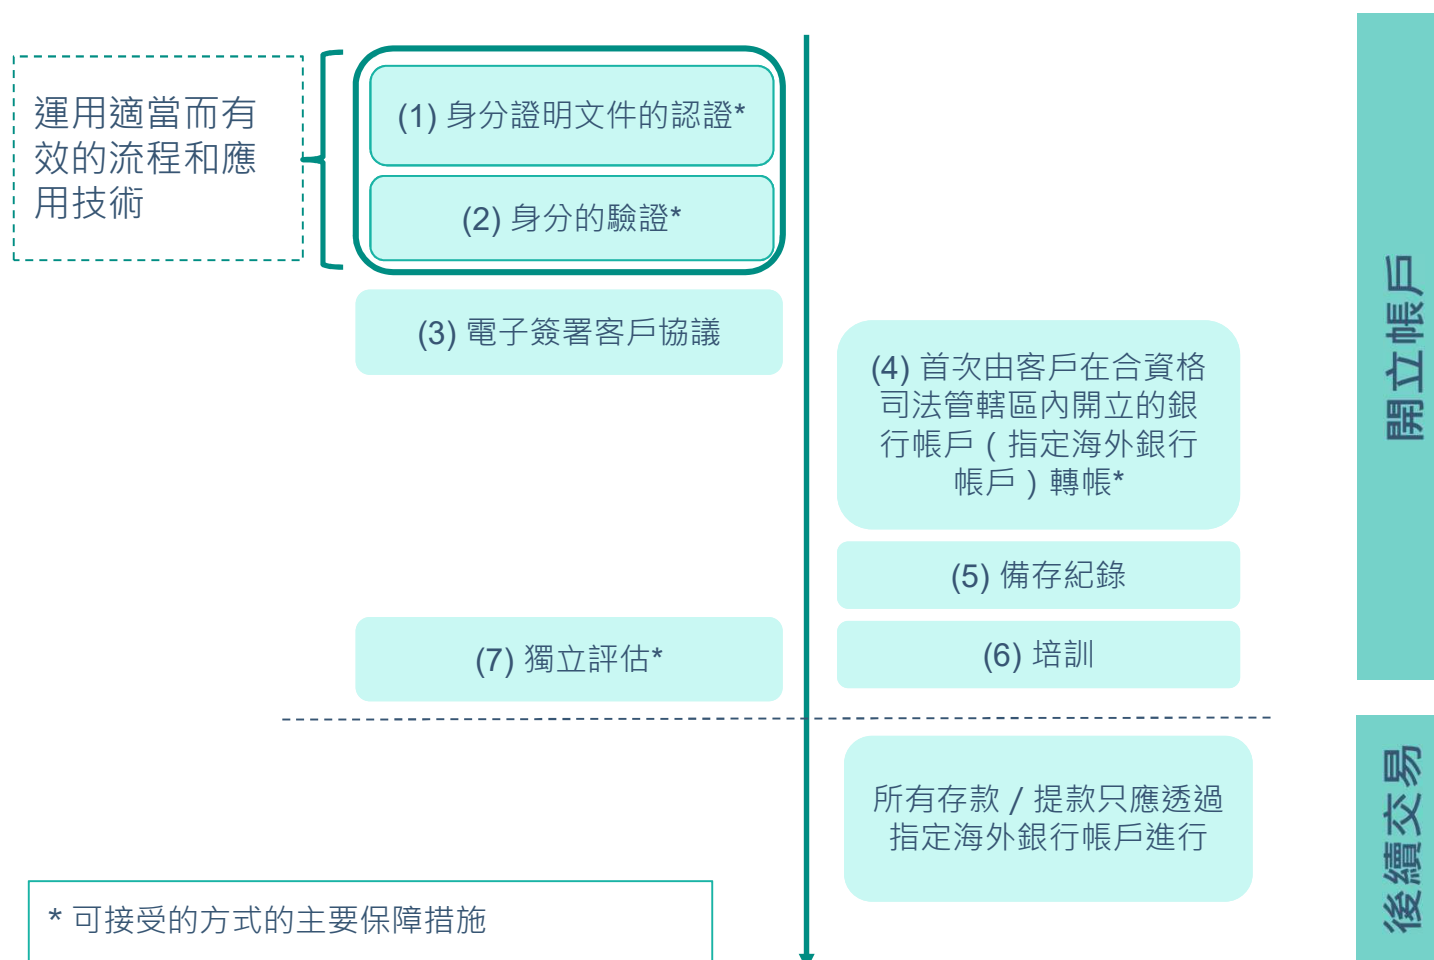 運用適當而有
效的流程和應
用技術
(1) 身分證明文件的認證*
(2) 身分的驗證*
(3) 電子簽署客戶協議
(4) 首次由客戶在合資格
司法管轄區內開立的銀
行帳戶（指定海外銀行
帳戶）轉帳*
(5) 備存紀錄
(6) 培訓
(7) 獨立評估*
開立帳戶
所有存款／提款只應透過
指定海外銀行帳戶進行
後續交易
* 可接受的方式的主要保障措施